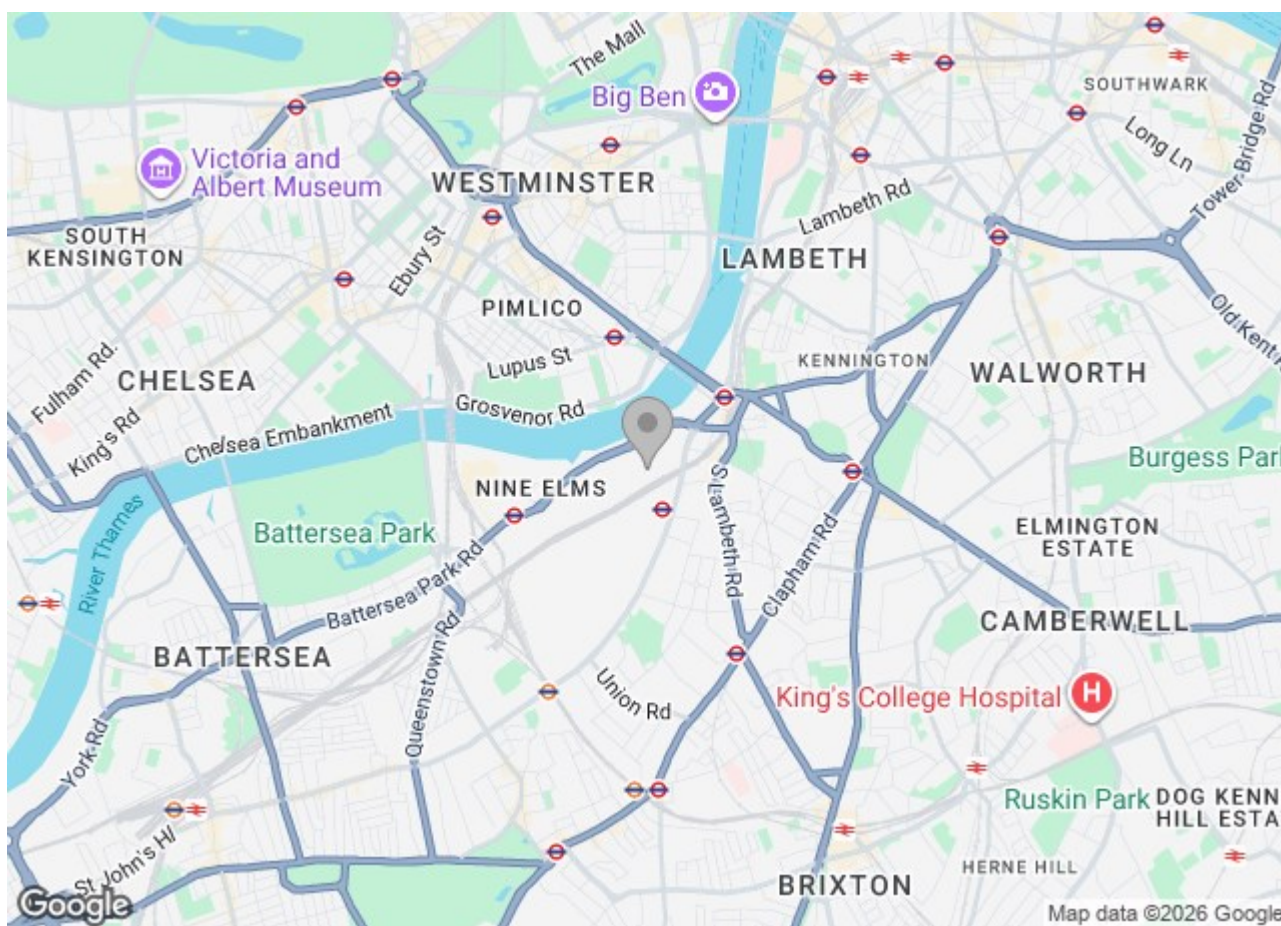 The Mall
Big Ben
SOUTHWARK
Long Ln
Tower Bridge Rd
Victoria and
Albert Museum
WESTMINSTER
Lambeth Rd
SOUTH
KENSINGTON
Ebury St
LAMBETH
PIMLICO
Old Kent R
Lupus St
KENNINGTON
Fulham Rd.
CHELSEA
WALWORTH
King's Rd
Chelsea Embankment
Grosvenor Rd
Burgess Park
NINE ELMS
S Lambeth Rd
Battersea Park
Clapham Rd
ELMINGTON
ESTATE
River Thames
Battersea Park Rd
CAMBERWELL
BATTERSEA
Queenstown Rd
Union Rd
King's College Hospital
H
York Rd
Ruskin Park
DOG KENN
HILL ESTA
St John's Hl
HERNE HILL
BRIXTON
Google
Map data ©2026 Google